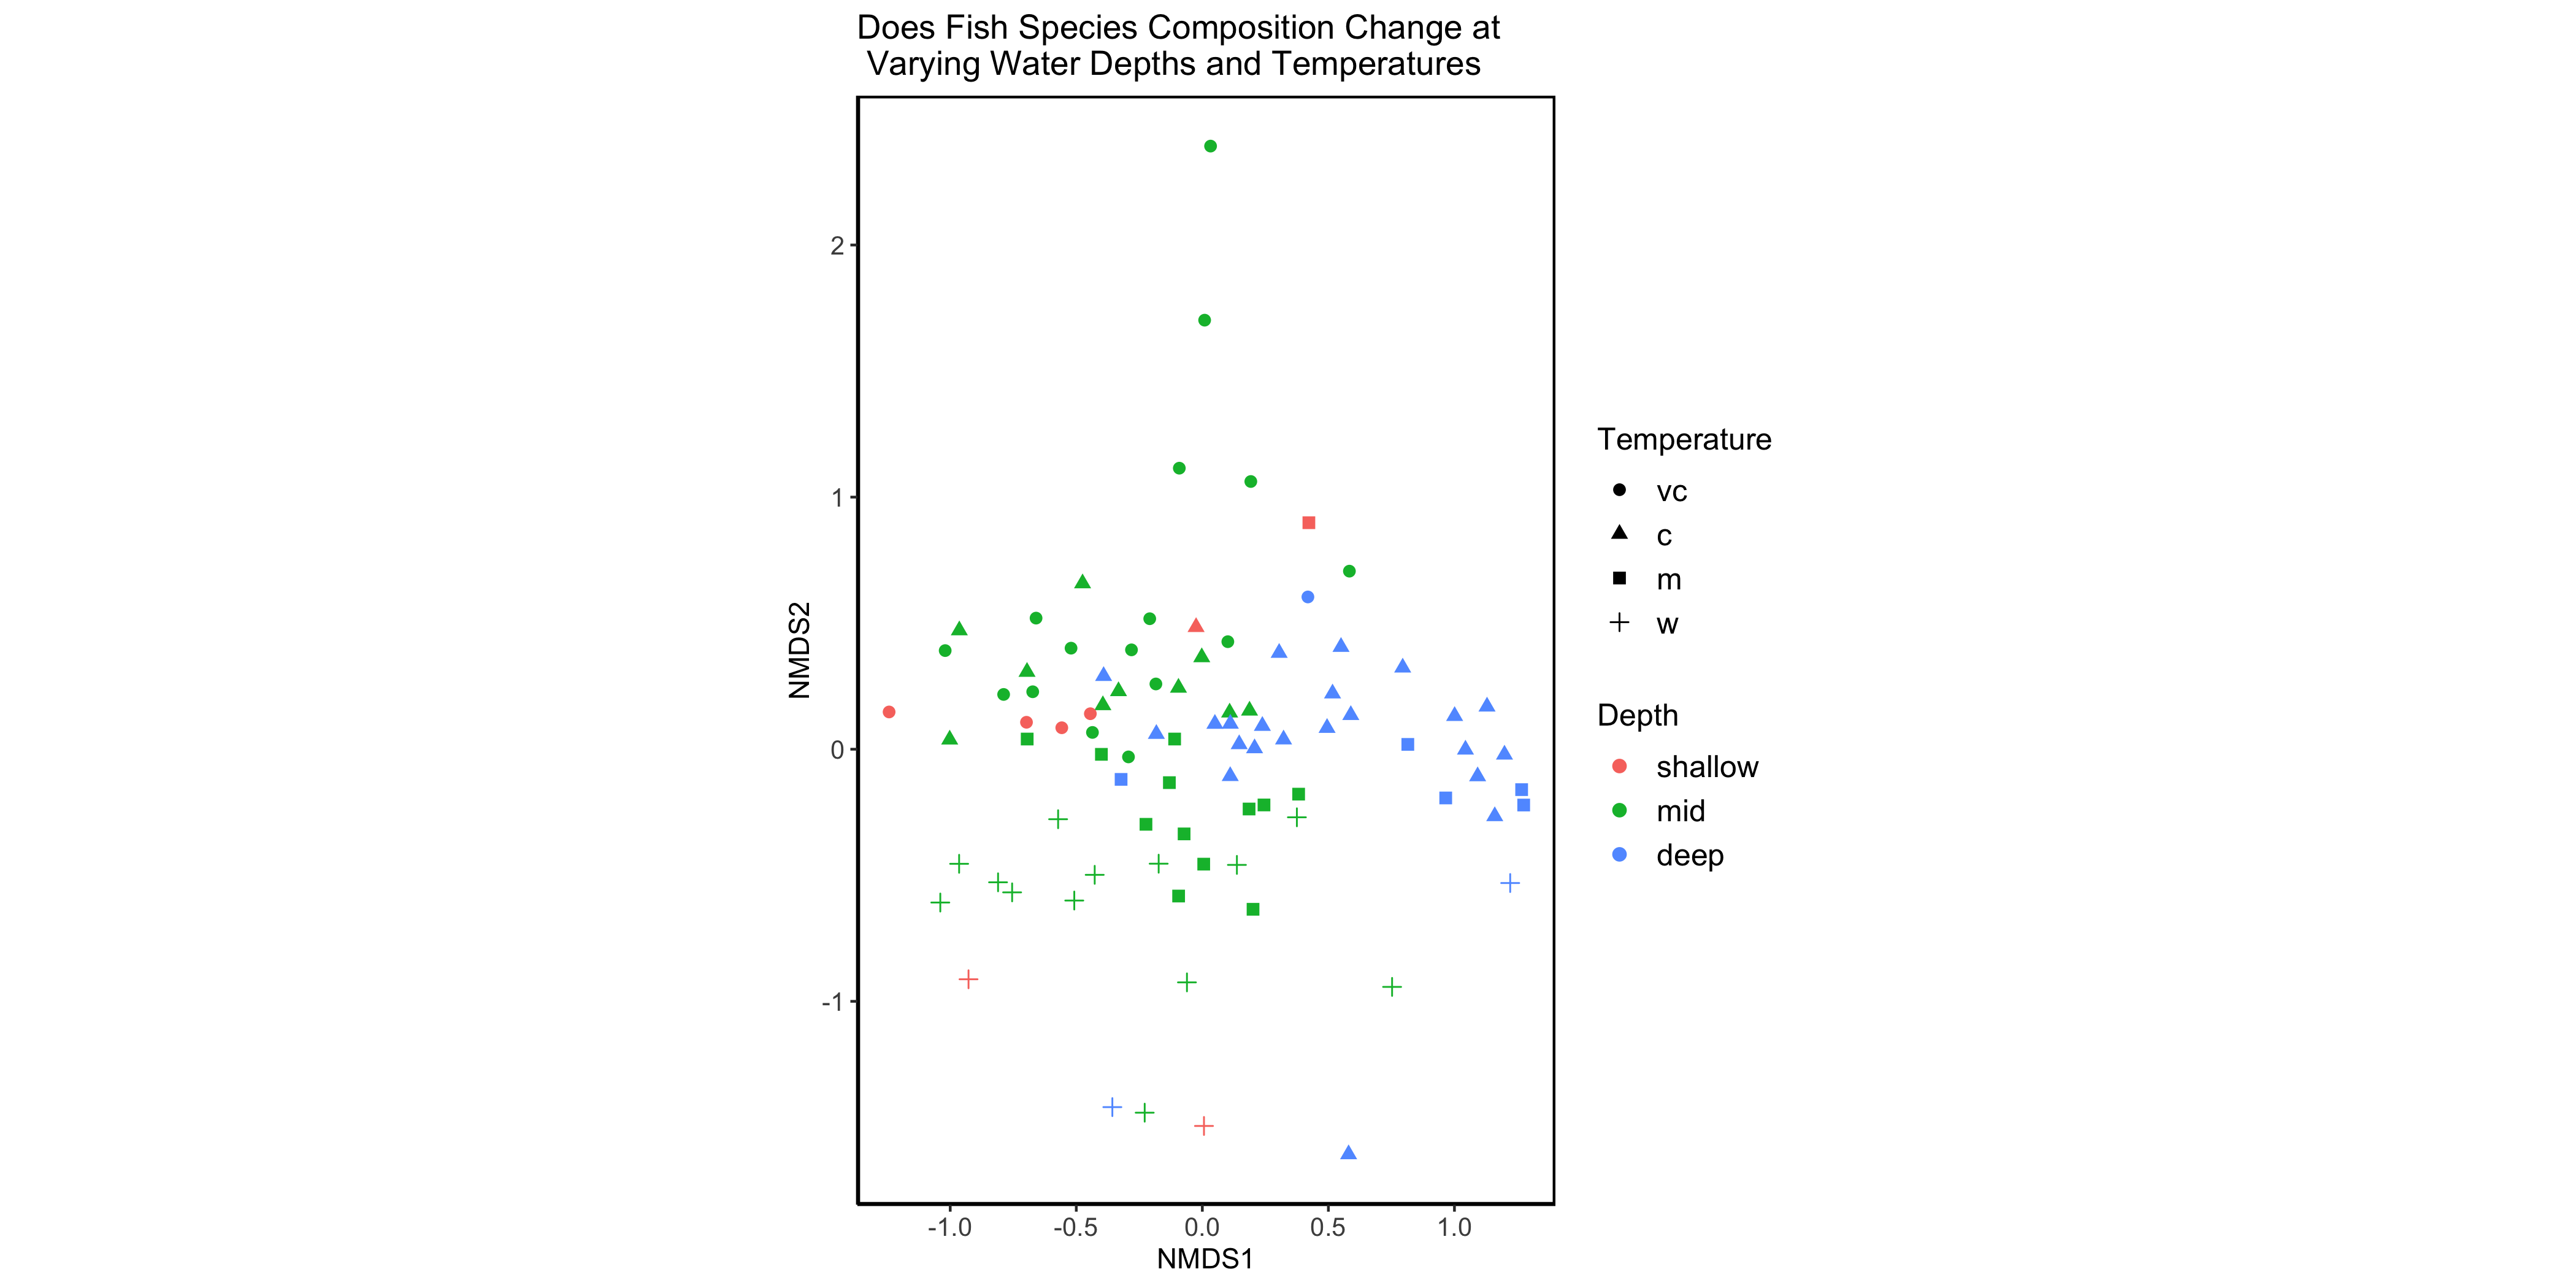 Does Fish Species Composition Change at
Varying Water Depths and Temperatures
2
1
0
-1
NMDS2
-1.0 -0.5 0.0 0.5 1.0
NMDS1
Temperature
vc
c
m
w
Depth
shallow
mid
deep